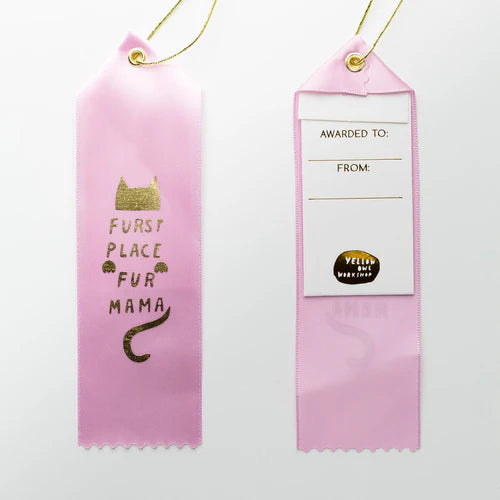 FURST
PLACE
FUR
MAMA
AWARDED TO:
FROM:
YELLOW
OWL
WORKSHOP